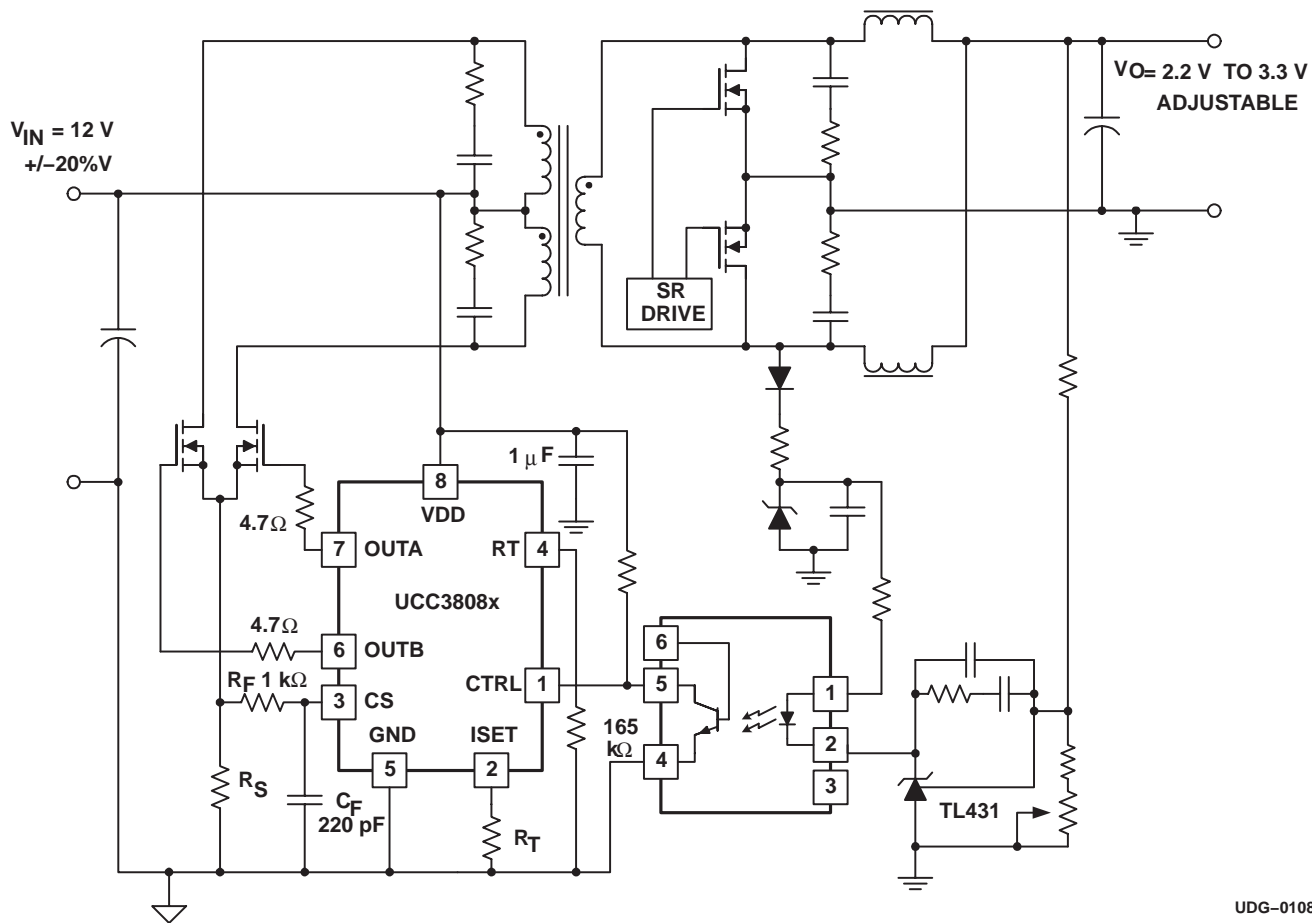 VIN = 12 V
+/−20%V
VO= 2.2 V TO 3.3 V
ADJUSTABLE
SR
DRIVE
1 µF
8
VDD
4.7Ω
7 OUTA
RT 4
UCC3808x
4.7Ω
6 OUTB
RF 1 kΩ
3 CS
CTRL 1
GND
5
ISET
2
RS
CF
220 pF
RT
165
kΩ
6
5
4
1
2
3
TL431
UDG−0108